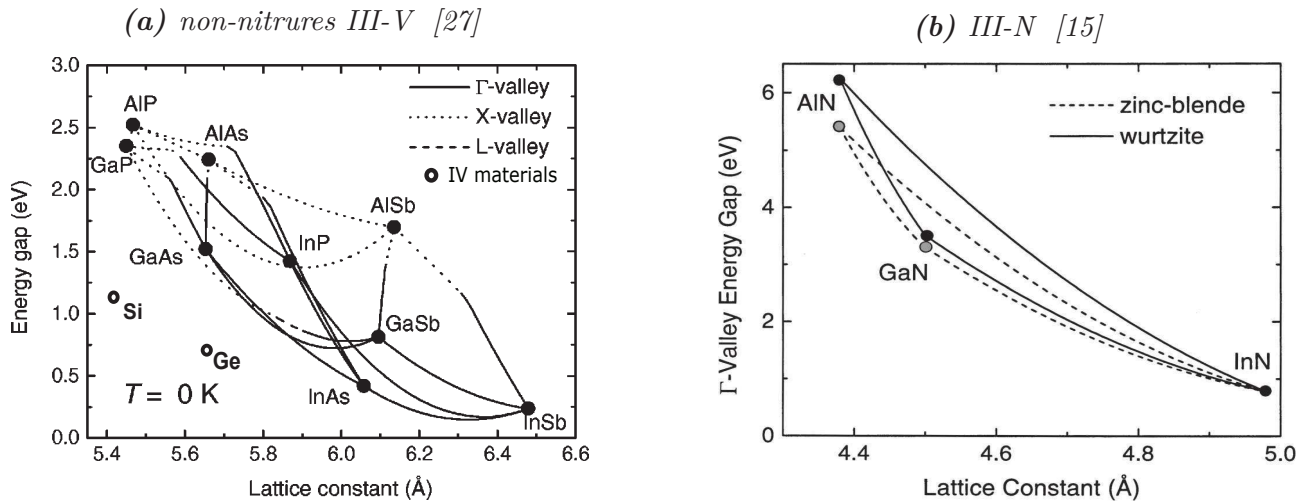 (a) non-nitrures III-V [27]
3.0
2.5
2.0
1.5
1.0
0.5
0.0
Energy gap (eV)
Γ-valley
X-valley
L-valley
IV materials
AlP
GaP
AlAs
AlSb
InP
GaAs
Si
GaSb
Ge
T = 0 K
InAs
InSb
5.4 5.6 5.8 6.0 6.2 6.4 6.6
Lattice constant (Å)
(b) III-N [15]
6
4
2
0
Γ-Valley Energy Gap (eV)
zinc-blende
wurtzite
AlN
GaN
InN
4.4 4.6 4.8 5.0
Lattice Constant (Å)